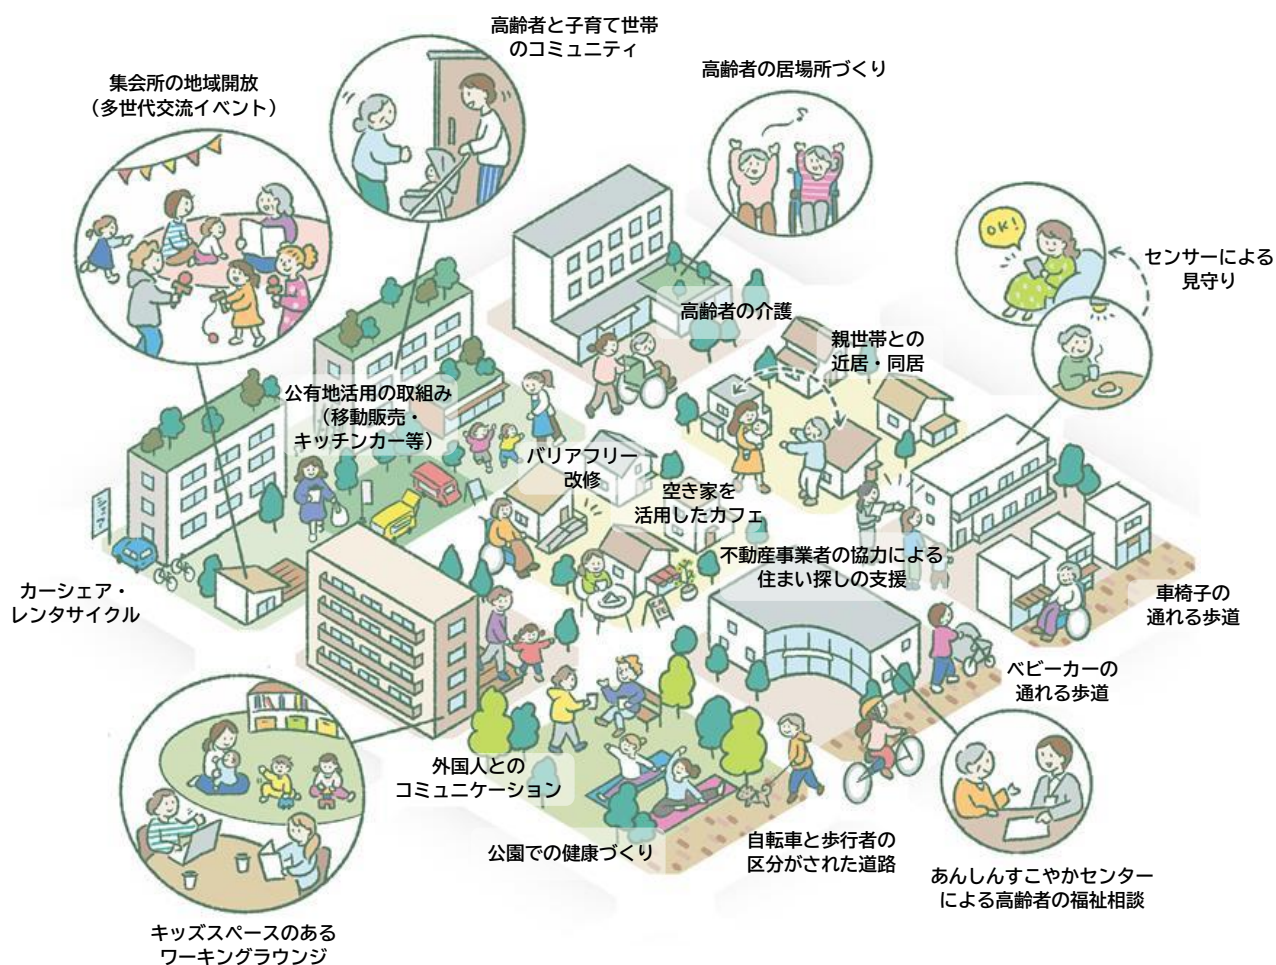 高齢者と子育て世帯
のコミュニティ
集会所の地域開放
（多世代交流イベント）
高齢者の居場所づくり
OK!
センサーによる
見守り
高齢者の介護
親世帯との
近居・同居
公有地活用の取組み
（移動販売・
キッチンカー等）
バリアフリー
改修
空き家を
活用したカフェ
不動産事業者の協力による
住まい探しの支援
カーシェア・
レンタサイクル
車椅子の
通れる歩道
ベビーカーの
通れる歩道
外国人との
コミュニケーション
公園での健康づくり
自転車と歩行者の
区分がされた道路
あんしんすこやかセンター
による高齢者の福祉相談
キッズスペースのある
ワーキングラウンジ